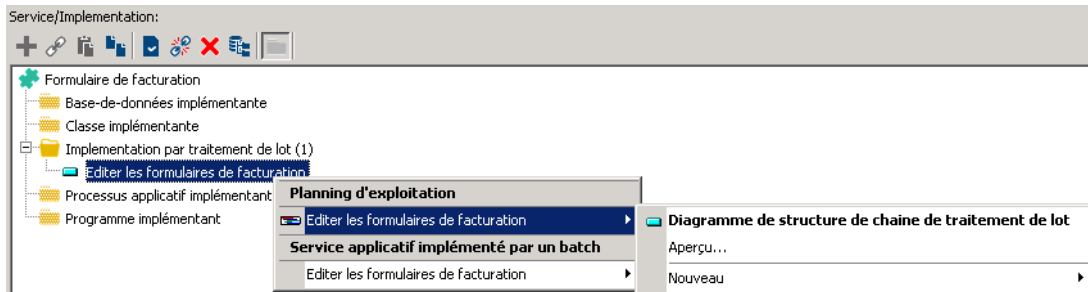 Service/Implementation:
Formulaire de facturation
Base-de-données implémentante
Classe implémentante
Implementation par traitement de lot (1)
Editer les formulaires de facturation
Processus applicatif implémentant
Programme implémentant
Planning d'exploitation
Editer les formulaires de facturation
Service applicatif implémenté par un batch
Editer les formulaires de facturation
Diagramme de structure de chaine de traitement de lot
Aperçu...
Nouveau